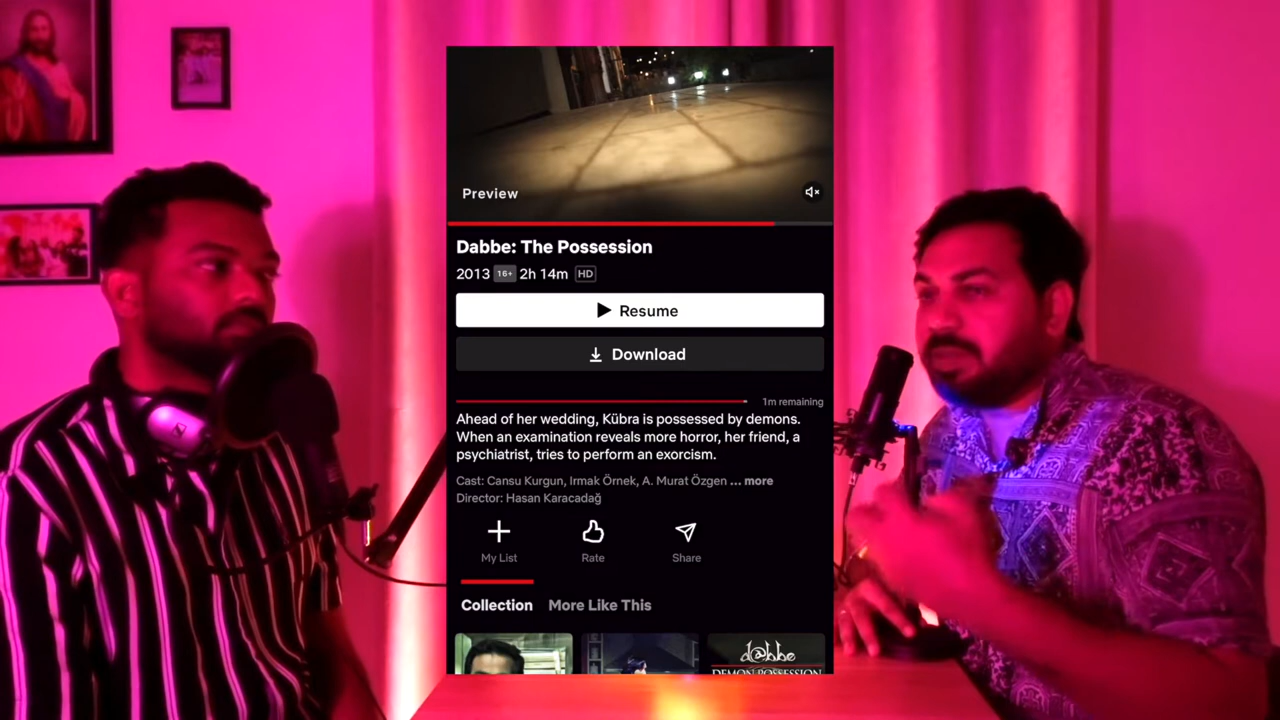 Preview
Dabbe: The Possession
2013 16+ 2h 14m HD
Resume
Download
1m remaining
Ahead of her wedding, Kübra is possessed by demons.
When an examination reveals more horror, her friend, a
psychiatrist, tries to perform an exorcism.
Cast: Cansu Kurgun, Irmak Örnek, A. Murat Özgen ... more
Director: Hasan Karacadağ
My List Rate Share
Collection More Like This
d@bbe
DEMON POSSESSION